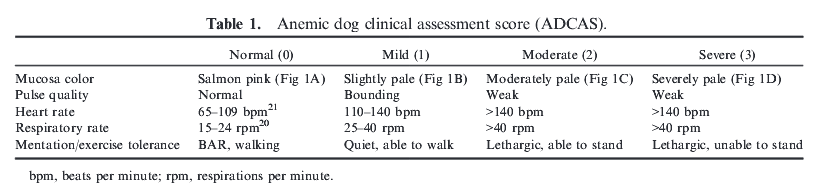 Table 1. Anemic dog clinical assessment score (ADCAS).
Normal (0) Mild (1) Moderate (2) Severe (3)
Mucosa color Salmon pink (Fig 1A) Slightly pale (Fig 1B) Moderately pale (Fig 1C) Severely pale (Fig 1D)
Pulse quality Normal Bounding Weak Weak
Heart rate 65–109 bpm21 110–140 bpm >140 bpm >140 bpm
Respiratory rate 15–24 rpm20 25–40 rpm >40 rpm >40 rpm
Mentation/exercise tolerance BAR, walking Quiet, able to walk Lethargic, able to stand Lethargic, unable to stand
bpm, beats per minute; rpm, respirations per minute.